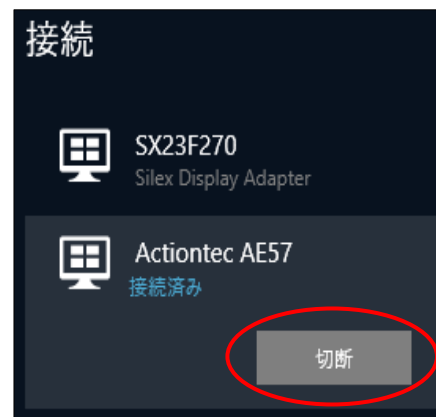 接続
SX23F270
Silex Display Adapter
Actiontec AE57
接続済み
切断